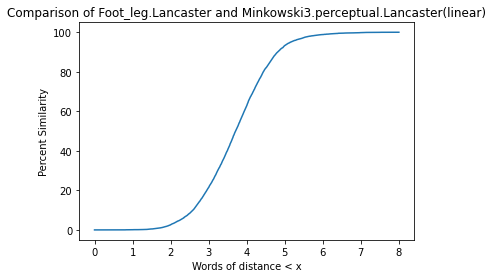 Comparison of Foot_leg.Lancaster and Minkowski3.perceptual.Lancaster(linear)
100
80
60
40
20
0
Percent Similarity
0 1 2 3 4 5 6 7 8
Words of distance < x